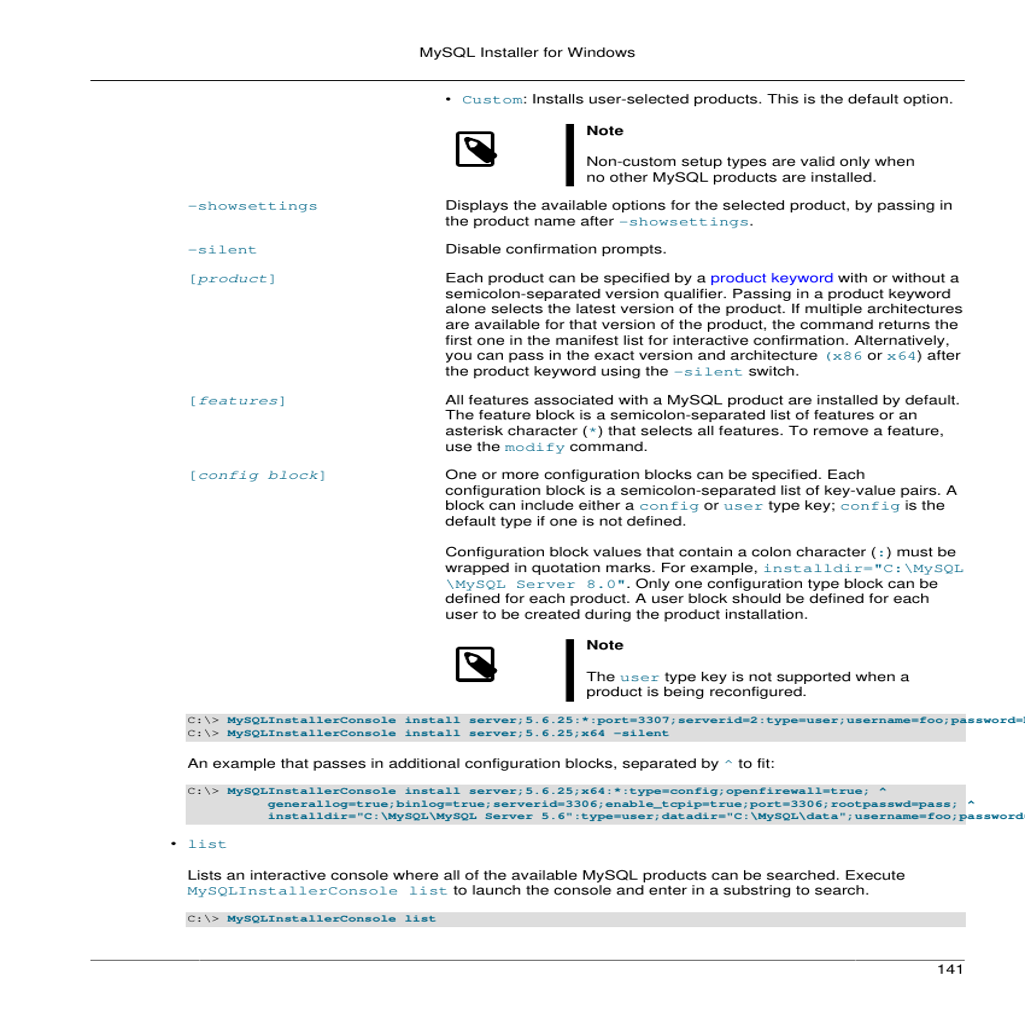 MySQL Installer for Windows
• Custom: Installs user-selected products. This is the default option.
Note
Non-custom setup types are valid only when
no other MySQL products are installed.
-showsettings
Displays the available options for the selected product, by passing in
the product name after -showsettings.
-silent
Disable confirmation prompts.
[product]
Each product can be specified by a product keyword with or without a
semicolon-separated version qualifier. Passing in a product keyword
alone selects the latest version of the product. If multiple architectures
are available for that version of the product, the command returns the
first one in the manifest list for interactive confirmation. Alternatively,
you can pass in the exact version and architecture (x86 or x64) after
the product keyword using the -silent switch.
[features]
All features associated with a MySQL product are installed by default.
The feature block is a semicolon-separated list of features or an
asterisk character (*) that selects all features. To remove a feature,
use the modify command.
[config block]
One or more configuration blocks can be specified. Each
configuration block is a semicolon-separated list of key-value pairs. A
block can include either a config or user type key; config is the
default type if one is not defined.
Configuration block values that contain a colon character (:) must be
wrapped in quotation marks. For example, installdir="C:\MySQL
\MySQL Server 8.0". Only one configuration type block can be
defined for each product. A user block should be defined for each
user to be created during the product installation.
Note
The user type key is not supported when a
product is being reconfigured.
C:\> MySQLInstallerConsole install server;5.6.25:*:port=3307;serverid=2:type=user;username=foo;password=
C:\> MySQLInstallerConsole install server;5.6.25;x64 -silent
An example that passes in additional configuration blocks, separated by ^ to fit:
C:\> MySQLInstallerConsole install server;5.6.25;x64:*:type=config;openfirewall=true; ^
generallog=true;binlog=true;serverid=3306;enable_tcpip=true;port=3306;rootpasswd=pass; ^
installdir="C:\MySQL\MySQL Server 5.6":type=user;datadir="C:\MySQL\data";username=foo;password
• list
Lists an interactive console where all of the available MySQL products can be searched. Execute
MySQLInstallerConsole list to launch the console and enter in a substring to search.
C:\> MySQLInstallerConsole list
141